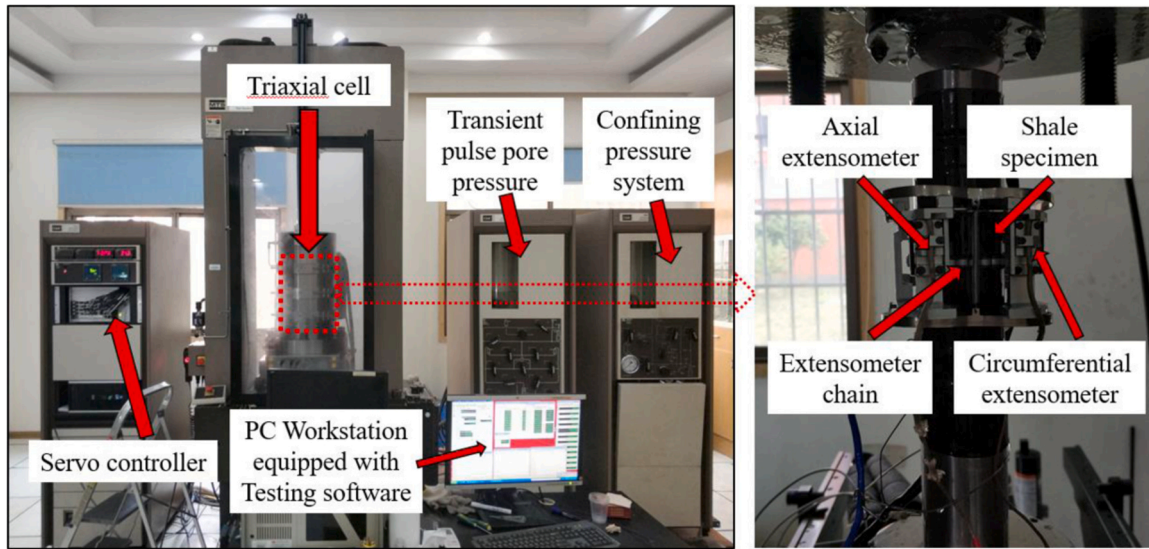 Triaxial cell
Transient
pulse pore
pressure
Confining
pressure
system
Axial
extensometer
Shale
specimen
Extensometer
chain
Circumferential
extensometer
Servo controller
PC Workstation
equipped with
Testing software
MTS